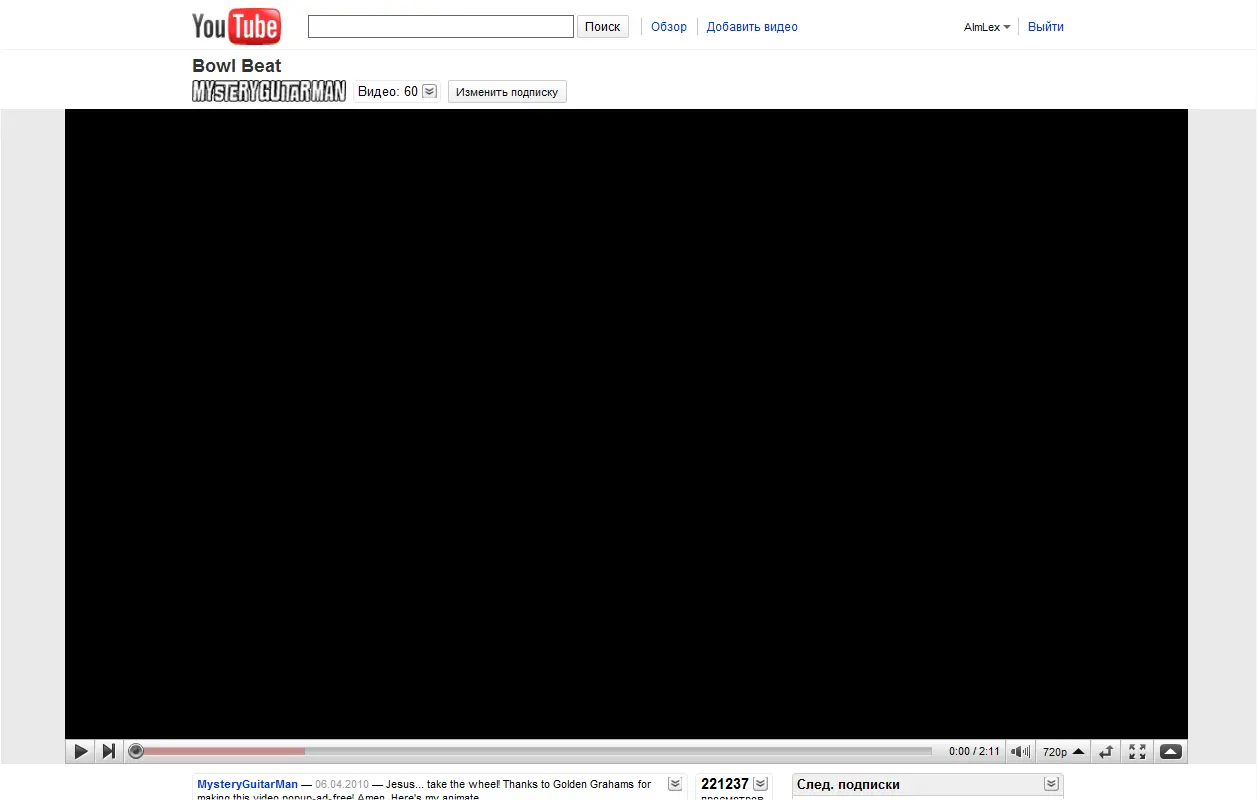 YouTube Поиск Обзор Добавить видео AlmLex Выйти
Bowl Beat
MYSTERYGUITARMAN Видео: 60 Изменить подписку
0:00 / 2:11 720p
MysteryGuitarMan — 06.04.2010 — Jesus... take the wheel! Thanks to Golden Grahams for
making this video popup-ad-free! Amen. Here's my animate
221237
просмотров
След. подписки